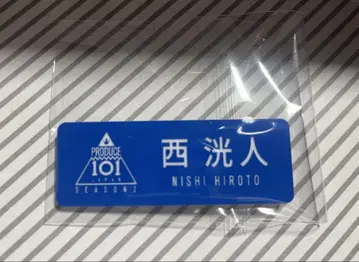 PRODUCE
101
JAPAN
SEASON2
西 洸人
NISHI HIROTO